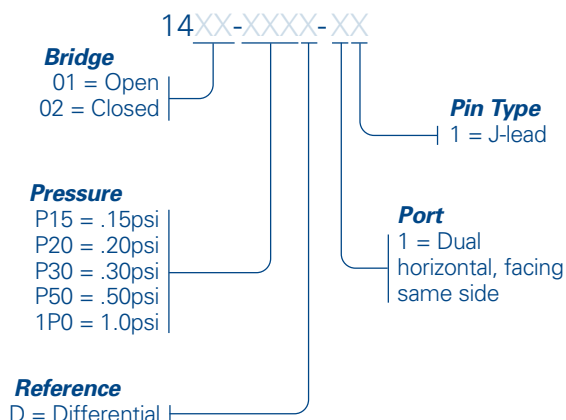 14XX-XXXX-XX
Bridge
01 = Open
02 = Closed
Pin Type
1 = J-lead
Pressure
P15 = .15psi
P20 = .20psi
P30 = .30psi
P50 = .50psi
1P0 = 1.0psi
Port
1 = Dual
horizontal, facing
same side
Reference
D = Differential